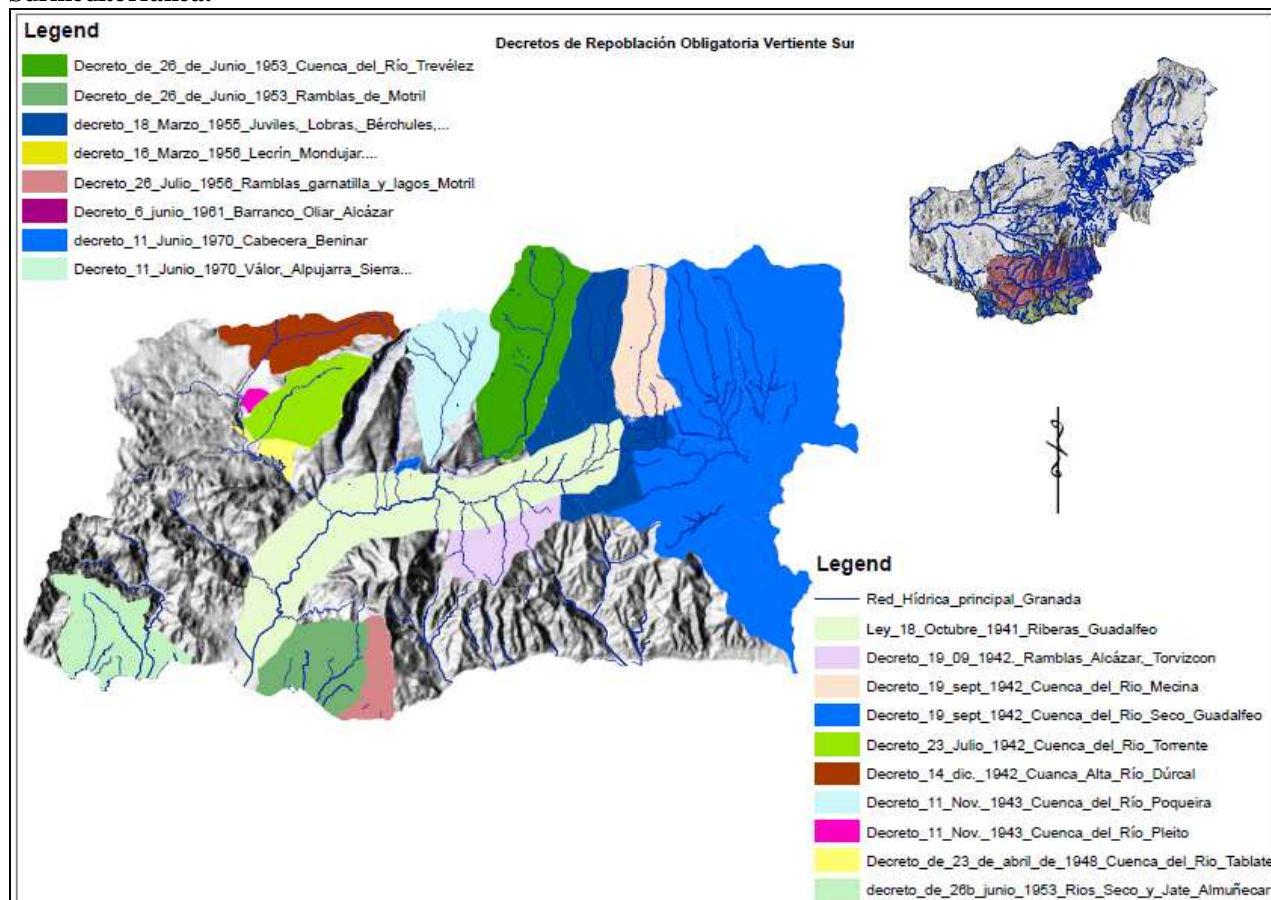 Legend
Decretos de Repoblación Obligatoria Vertiente Sur
Decreto_de_26_de_Junio_1953_Cuenca_del_Río_Trevélez
Decreto_de_26_de_Junio_1953_Ramblas_de_Motril
decreto_18_Marzo_1955_Juviles,_Lobras,_Bérchules,...
decreto_16_Marzo_1956_Lecrín_Mondujar....
Decreto_26_Julio_1956_Ramblas_garnatilla_y_lagos_Motril
Decreto_6_junio_1961_Barranco_Oliar_Alcázar
decreto_11_Junio_1970_Cabecera_Beninar
Decreto_11_Junio_1970_Válor,_Alpujarra_Sierra...
Legend
Red_Hídrica_principal_Granada
Ley_18_Octubre_1941_Riberas_Guadalfeo
Decreto_19_09_1942._Ramblas_Alcázar,_Torvizcon
Decreto_19_sept_1942_Cuenca_del_Rio_Mecina
Decreto_19_sept_1942_Cuenca_del_Rio_Seco_Guadalfeo
Decreto_23_Julio_1942_Cuenca_del_Rio_Torrente
Decreto_14_dic._1942_Cuanca_Alta_Río_Dúrcal
Decreto_11_Nov._1943_Cuenca_del_Río_Poqueira
Decreto_11_Nov._1943_Cuenca_del_Río_Pleito
Decreto_de_23_de_abril_de_1948_Cuenca_del_Rio_Tablate
decreto_de_26b_junio_1953_Rios_Seco_y_Jate_Almuñecar